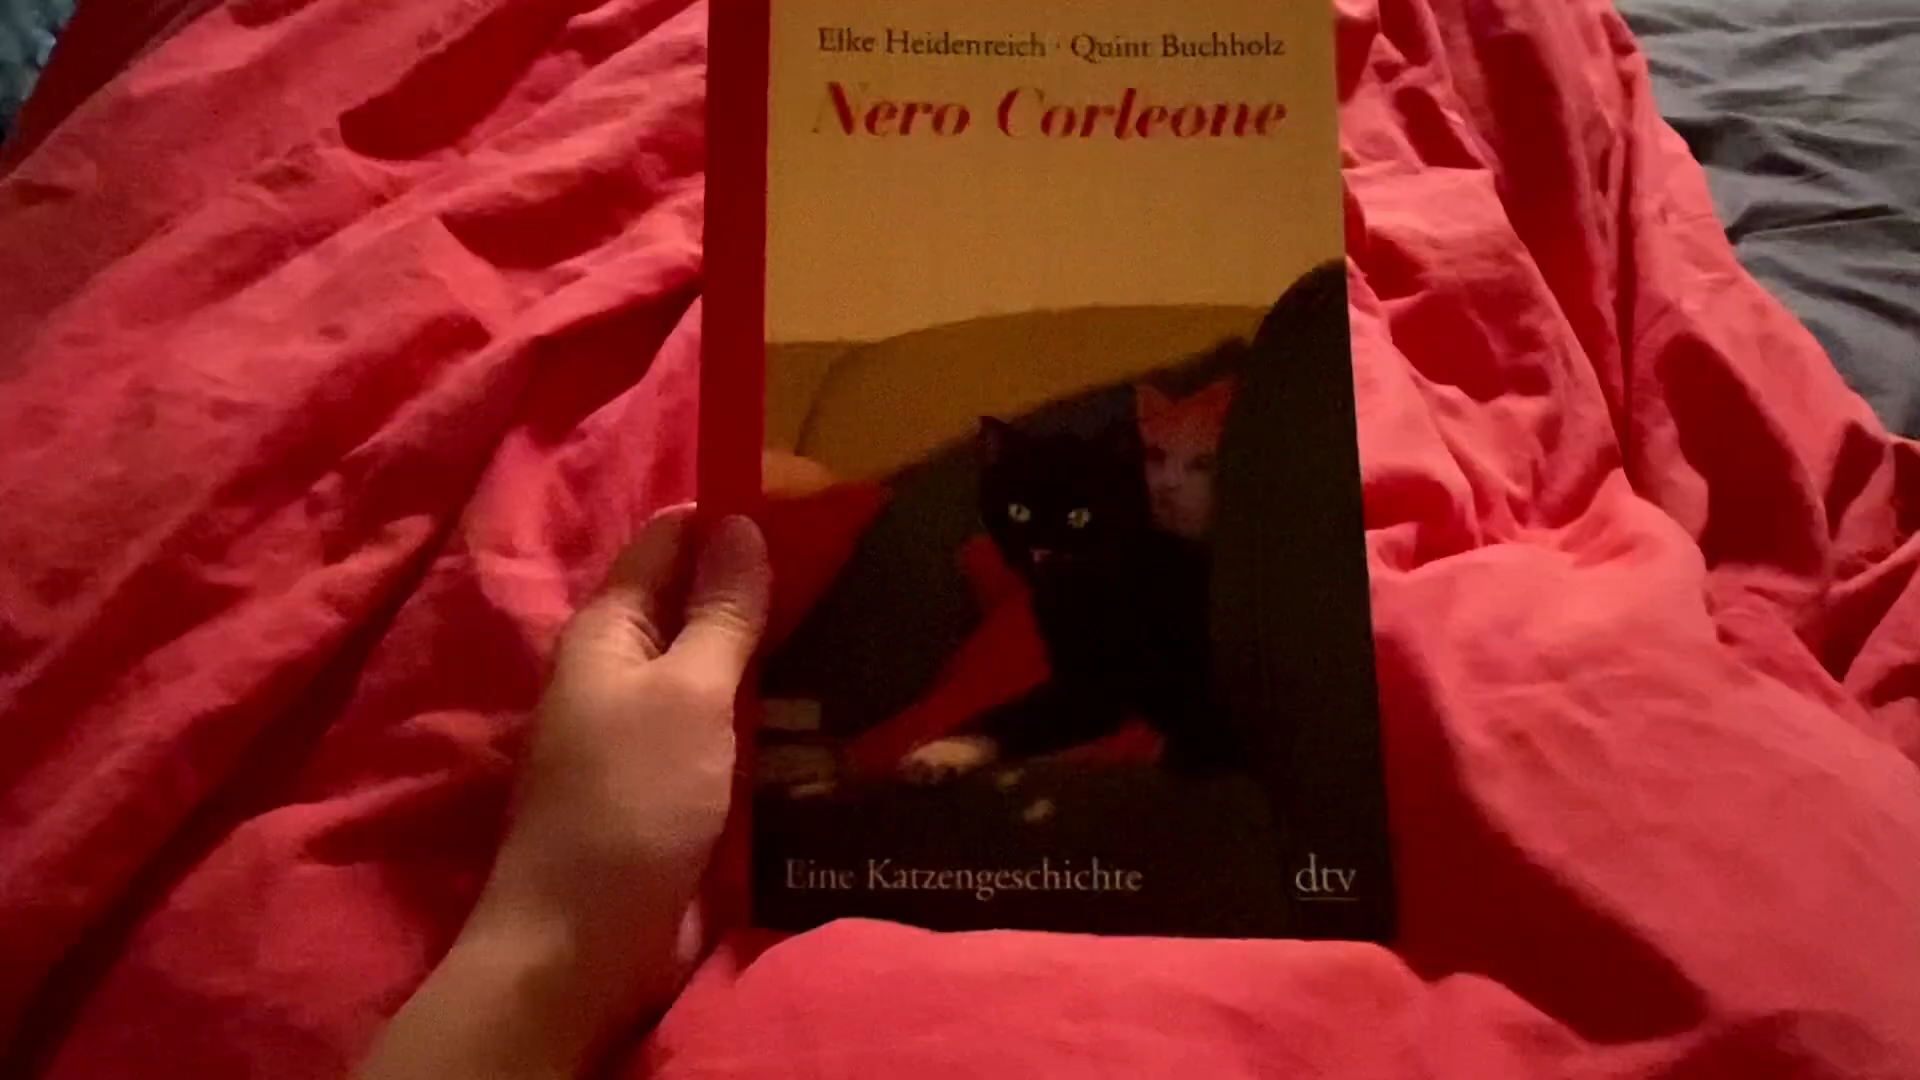 Elke Heidenreich · Quint Buchholz
Nero Corleone
Eine Katzengeschichte
dtv